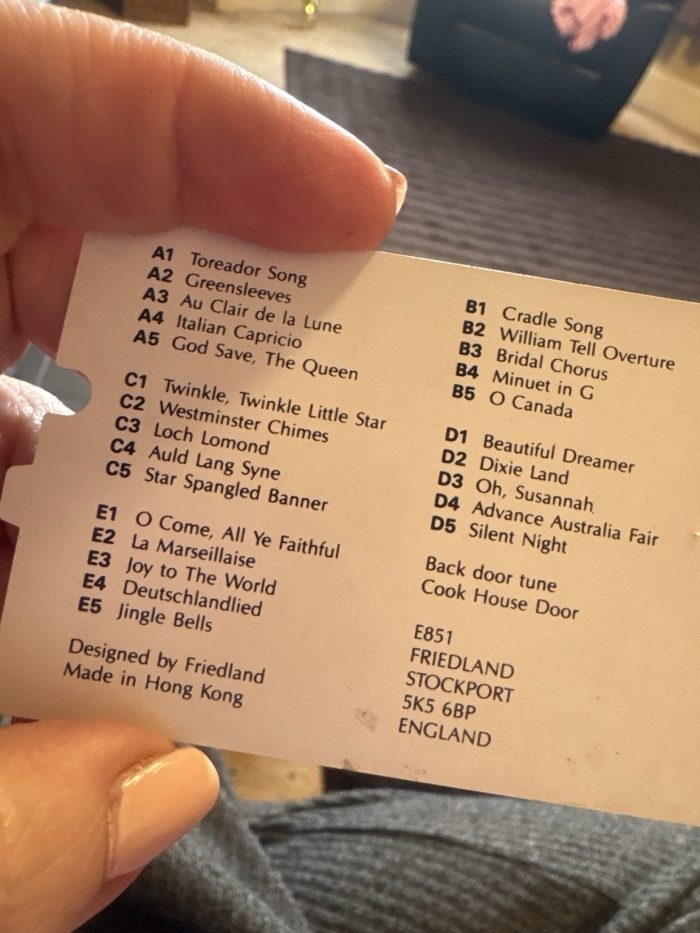 A1 Toreador Song
A2 Greensleeves
A3 Au Clair de la Lune
A4 Italian Capricio
A5 God Save, The Queen
C1 Twinkle, Twinkle Little Star
C2 Westminster Chimes
C3 Loch Lomond
C4 Auld Lang Syne
C5 Star Spangled Banner
E1 O Come, All Ye Faithful
E2 La Marseillaise
E3 Joy to The World
E4 Deutschlandlied
E5 Jingle Bells
Designed by Friedland
Made in Hong Kong
B1 Cradle Song
B2 William Tell Overture
B3 Bridal Chorus
B4 Minuet in G
B5 O Canada
D1 Beautiful Dreamer
D2 Dixie Land
D3 Oh, Susannah
D4 Advance Australia Fair
D5 Silent Night
Back door tune
Cook House Door
E851
FRIEDLAND
STOCKPORT
5K5 6BP
ENGLAND